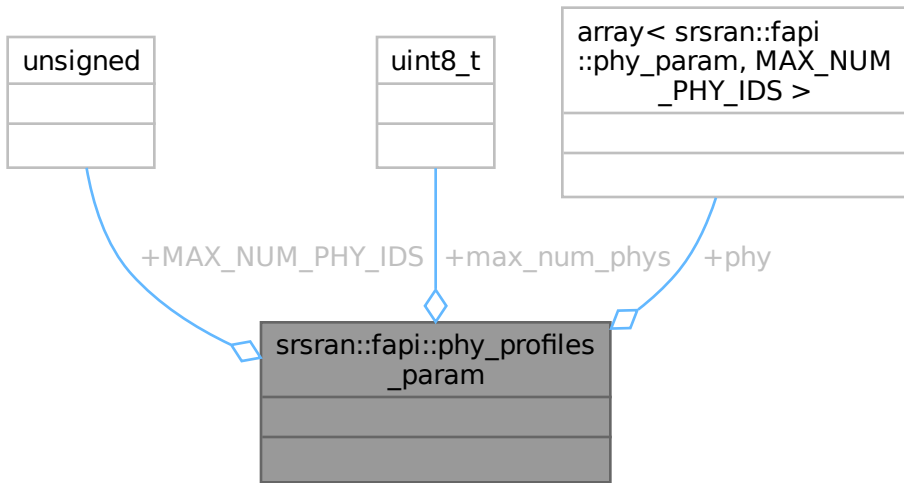 unsigned
uint8_t
array< srsran::fapi
::phy_param, MAX_NUM
_PHY_IDS >
+MAX_NUM_PHY_IDS
+max_num_phys
+phy
srsran::fapi::phy_profiles
_param